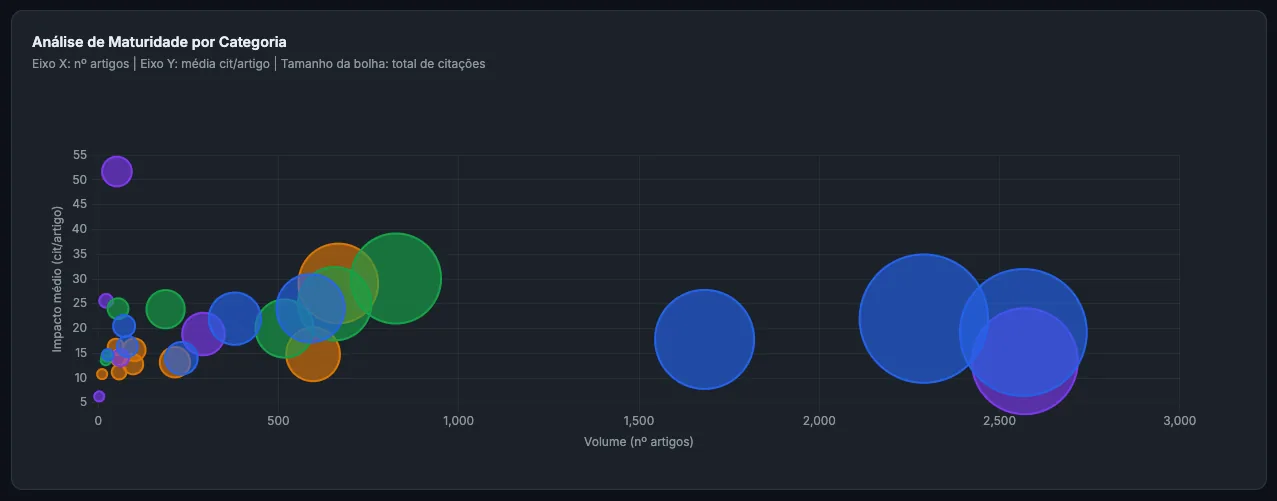 Análise de Maturidade por Categoria
Eixo X: nº artigos | Eixo Y: média cit/artigo | Tamanho da bolha: total de citações
55
50
45
40
35
30
25
20
15
10
5
Impacto médio (cit/artigo)
0 500 1,000 1,500 2,000 2,500 3,000
Volume (nº artigos)